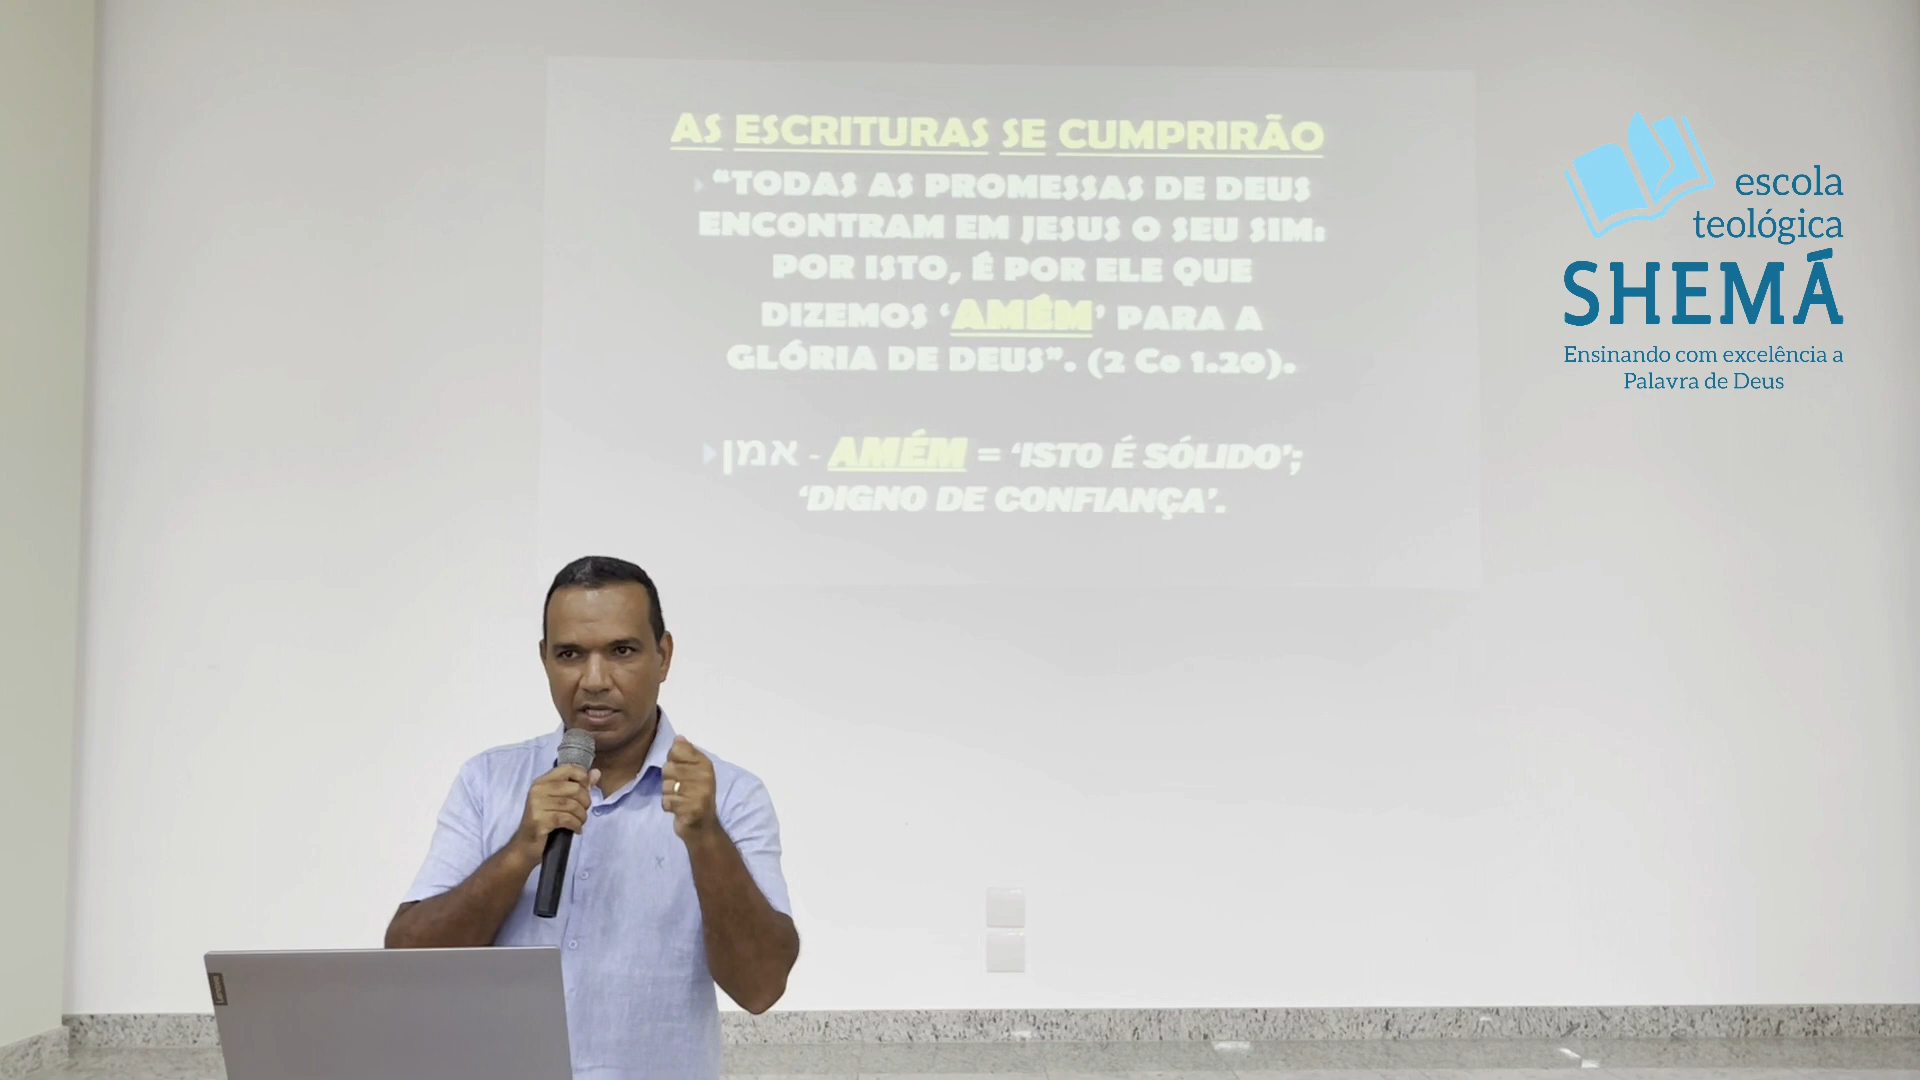 AS ESCRITURAS SE CUMPRIRÃO
“TODAS AS PROMESSAS DE DEUS
ENCONTRAM EM JESUS O SEU SIM:
POR ISTO, É POR ELE QUE
DIZEMOS ‘AMÉM’ PARA A
GLÓRIA DE DEUS”. (2 Co 1.20).
אמן - AMÉM = ‘ISTO É SÓLIDO’;
‘DIGNO DE CONFIANÇA’.
escola
teológica
SHEMÁ
Ensinando com excelência a
Palavra de Deus
Lenovo